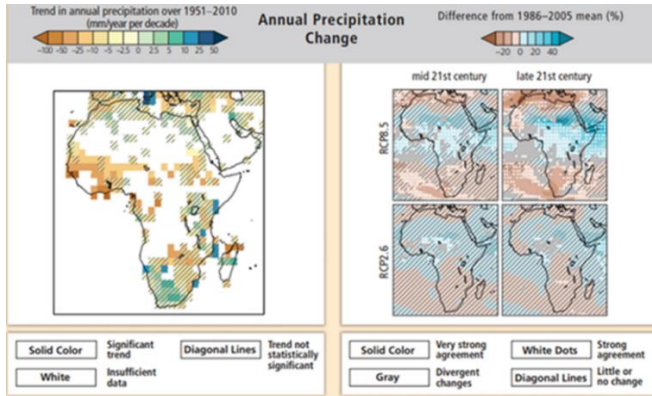 Trend in annual precipitation over 1951–2010
(mm/year per decade)
-100 -50 -25 -10 -5 -2.5 0 2.5 5 10 25 50
Annual Precipitation
Change
Difference from 1986–2005 mean (%)
-20 0 20 40
mid 21st century
late 21st century
RCP8.5
RCP2.6
Solid Color
Significant
trend
Diagonal Lines
Trend not
statistically
significant
White
Insufficient
data
Solid Color
Very strong
agreement
White Dots
Strong
agreement
Gray
Divergent
changes
Diagonal Lines
Little or
no change